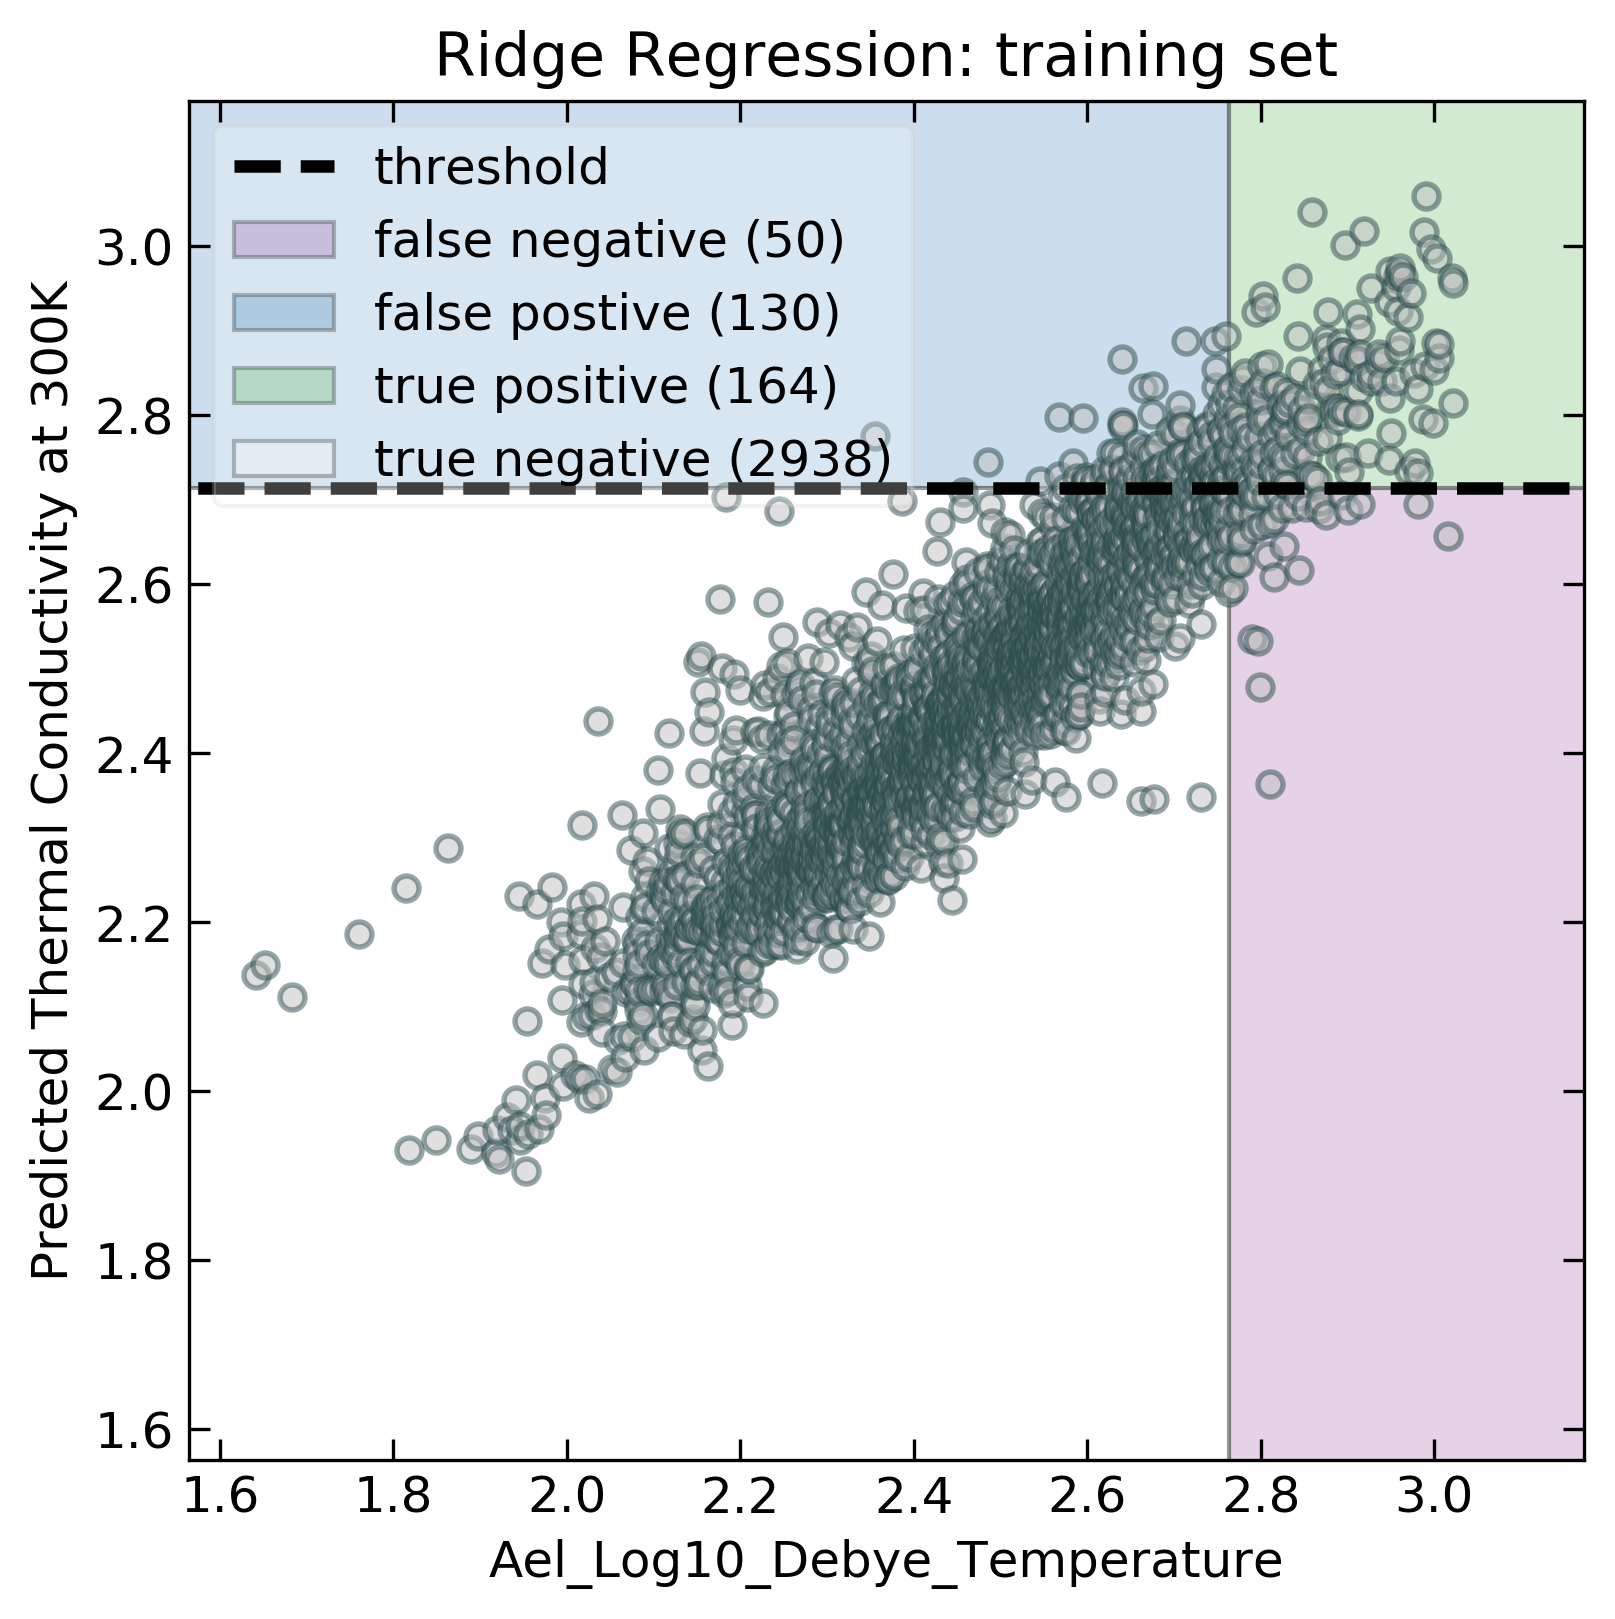 Ridge Regression: training set
threshold
false negative (50)
false postive (130)
true positive (164)
true negative (2938)
Predicted Thermal Conductivity at 300K
3.0
2.8
2.6
2.4
2.2
2.0
1.8
1.6
1.6 1.8 2.0 2.2 2.4 2.6 2.8 3.0
Ael_Log10_Debye_Temperature